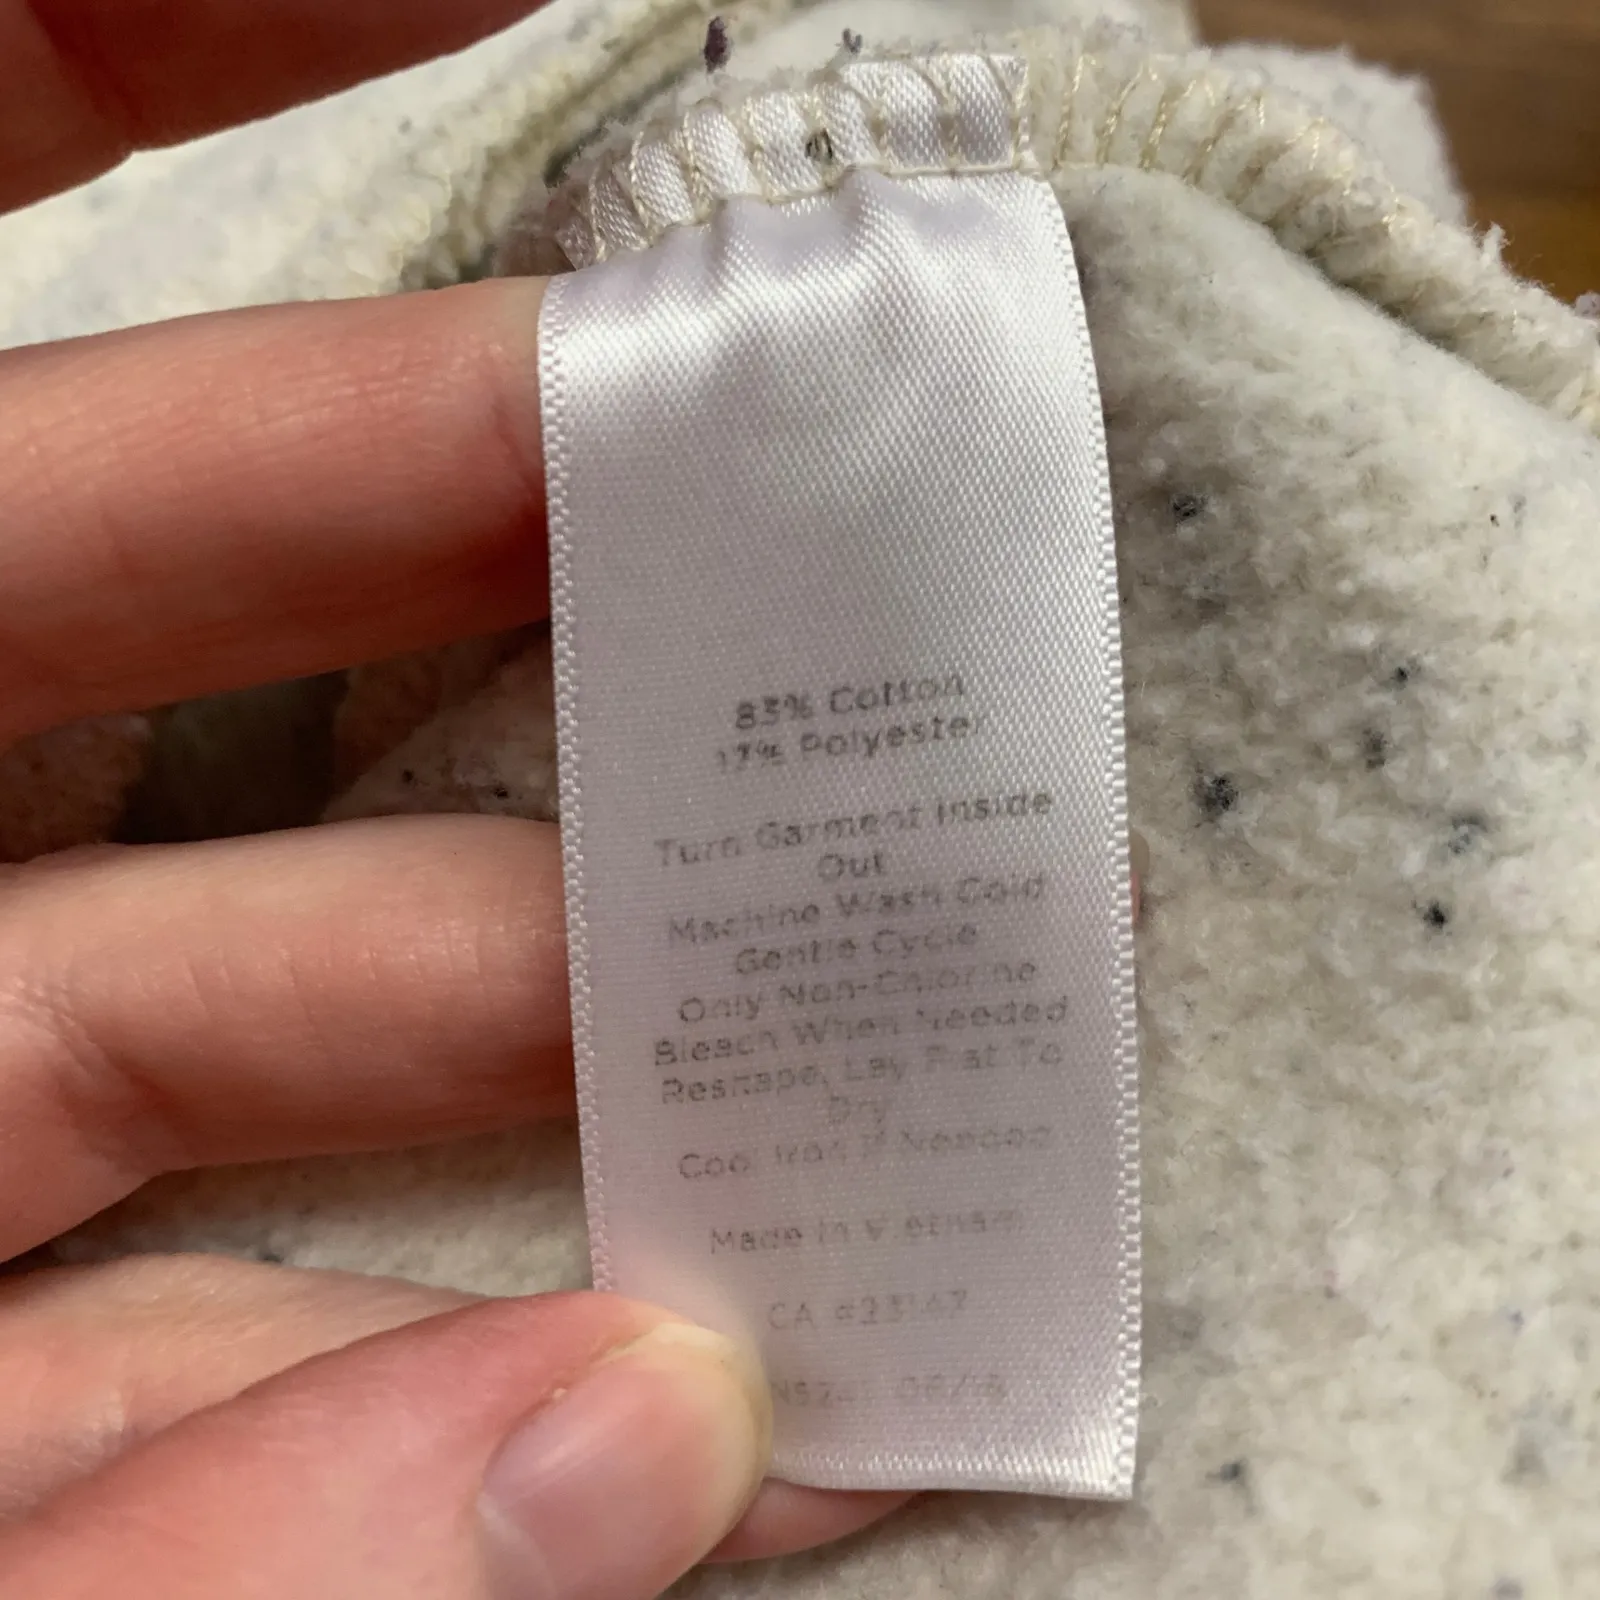 83% Cotton
17% Polyester
Turn Garment Inside
Out
Machine Wash Cold
Gentle Cycle
Only Non-Chlorine
Bleach When Needed
Reshape, Lay Flat To
Dry
Cool Iron If Needed
Made In Vietnam
CA